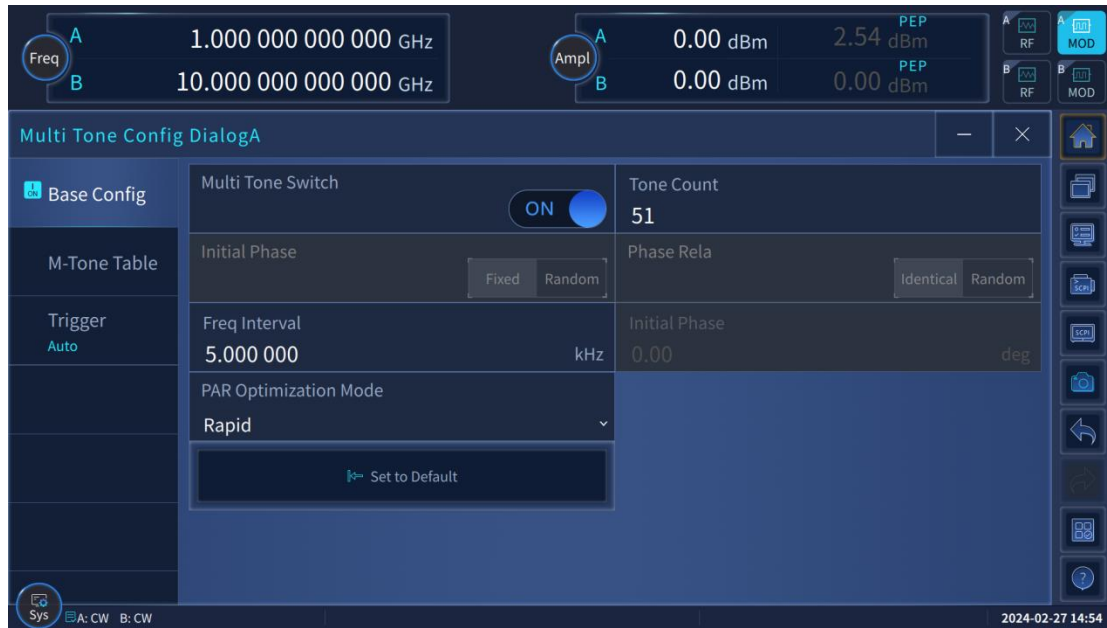 PEP
A 1.000 000 000 000 GHz A 0.00 dBm 2.54 dBm A RF A MOD
Freq Ampl
PEP
B 10.000 000 000 000 GHz B 0.00 dBm 0.00 dBm B RF B MOD
Multi Tone Config DialogA
I ON Base Config
Multi Tone Switch
ON
Tone Count
51
M-Tone Table
Initial Phase
Fixed Random
Phase Rela
Identical Random
SCPI
Trigger
Auto
Freq Interval
5.000 000 kHz
Initial Phase
0.00 deg
SCPI
PAR Optimization Mode
Rapid
Set to Default
Sys A: CW B: CW 2024-02-27 14:54